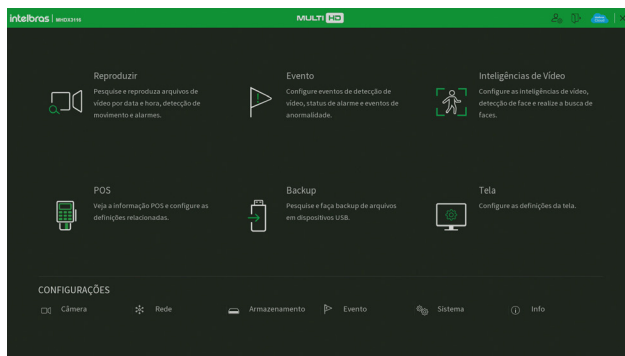 intelbras | MHDX3116
MULTI HD
Reproduzir
Pesquise e reproduza arquivos de
vídeo por data e hora, detecção de
movimento e alarmes.
Evento
Configure eventos de detecção de
vídeo, status de alarme e eventos de
anormalidade.
Inteligências de Vídeo
Configure as inteligências de vídeo,
detecção de face e realize a busca de
faces.
POS
Veja a informação POS e configure as
definições relacionadas.
Backup
Pesquise e faça backup de arquivos
em dispositivos USB.
Tela
Configure as definições da tela.
CONFIGURAÇÕES
Câmera
Rede
Armazenamento
Evento
Sistema
Info